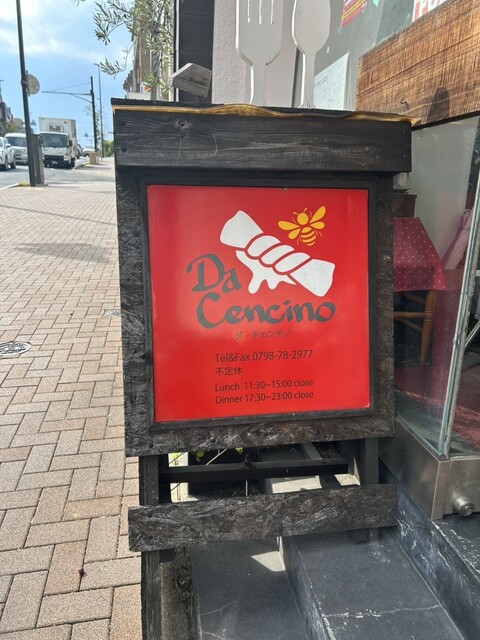 Da
Cencino
ダ・チェンチーノ
Tel&Fax 0798-78-2977
不定休
Lunch 11:30~15:00 close
Dinner 17:30~23:00 close